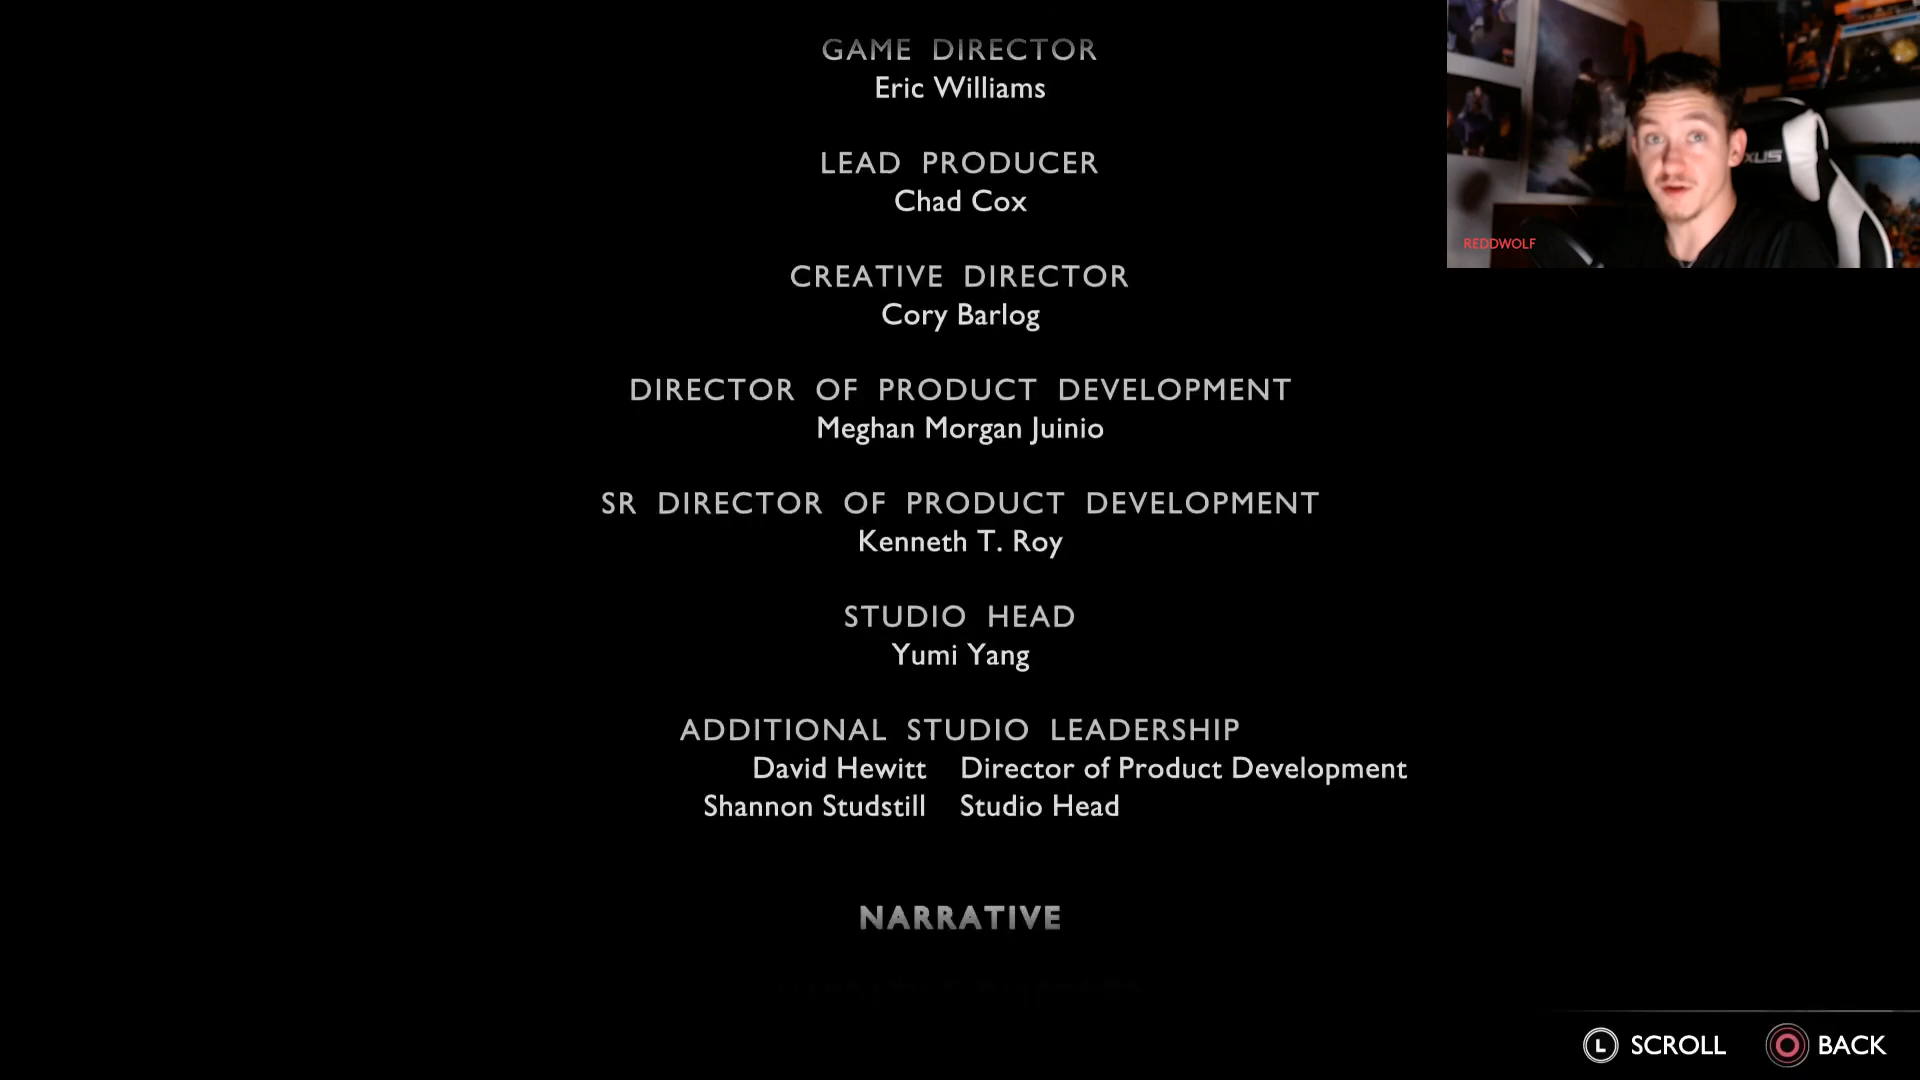 GAME DIRECTOR
Eric Williams
LEAD PRODUCER
Chad Cox
CREATIVE DIRECTOR
Cory Barlog
DIRECTOR OF PRODUCT DEVELOPMENT
Meghan Morgan Juinio
SR DIRECTOR OF PRODUCT DEVELOPMENT
Kenneth T. Roy
STUDIO HEAD
Yumi Yang
ADDITIONAL STUDIO LEADERSHIP
David Hewitt Director of Product Development
Shannon Studstill Studio Head
NARRATIVE
REDDWOLF
XUS
L SCROLL BACK